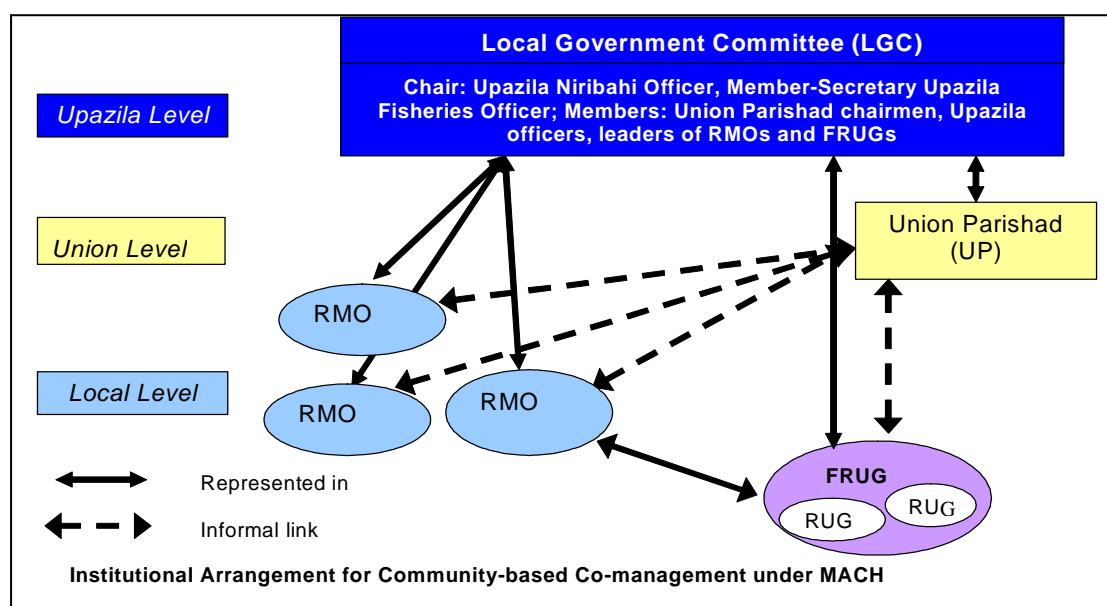 Local Government Committee (LGC)
Chair: Upazila Niribahi Officer, Member-Secretary Upazila
Fisheries Officer; Members: Union Parishad chairmen, Upazila
officers, leaders of RMOs and FRUGs
Upazila Level
Union Level
Union Parishad
(UP)
RMO
Local Level
RMO
RMO
FRUG
RUG
RUG
Represented in
Informal link
Institutional Arrangement for Community-based Co-management under MACH